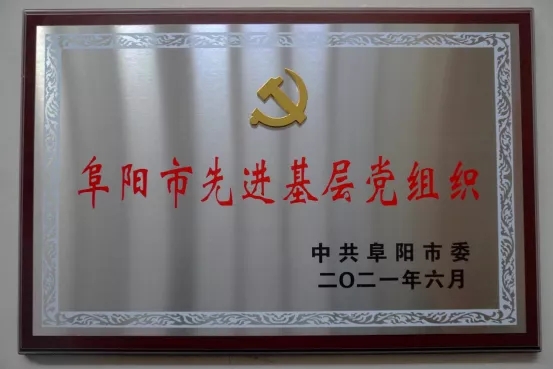 阜阳市先进基层党组织
中共阜阳市委
二〇二一年六月